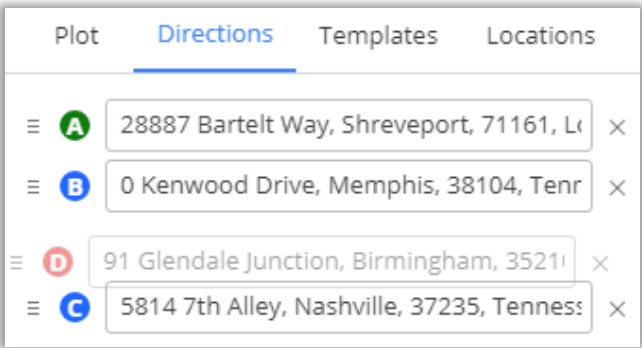 Plot Directions Templates Locations
A 28887 Bartelt Way, Shreveport, 71161, Lo
B 0 Kenwood Drive, Memphis, 38104, Tenn
D 91 Glendale Junction, Birmingham, 3521
C 5814 7th Alley, Nashville, 37235, Tenness